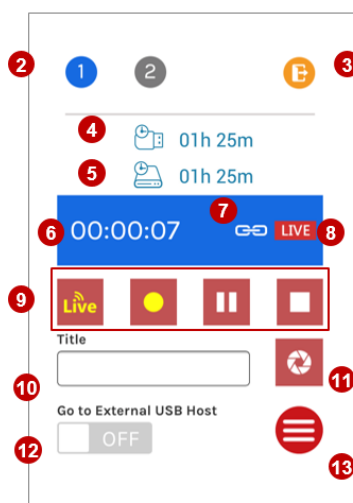 2 1 2 3
4 01h 25m
5 01h 25m
7
6 00:00:07 LIVE 8
9 Live
Title
10 11
Go to External USB Host
12 OFF
13